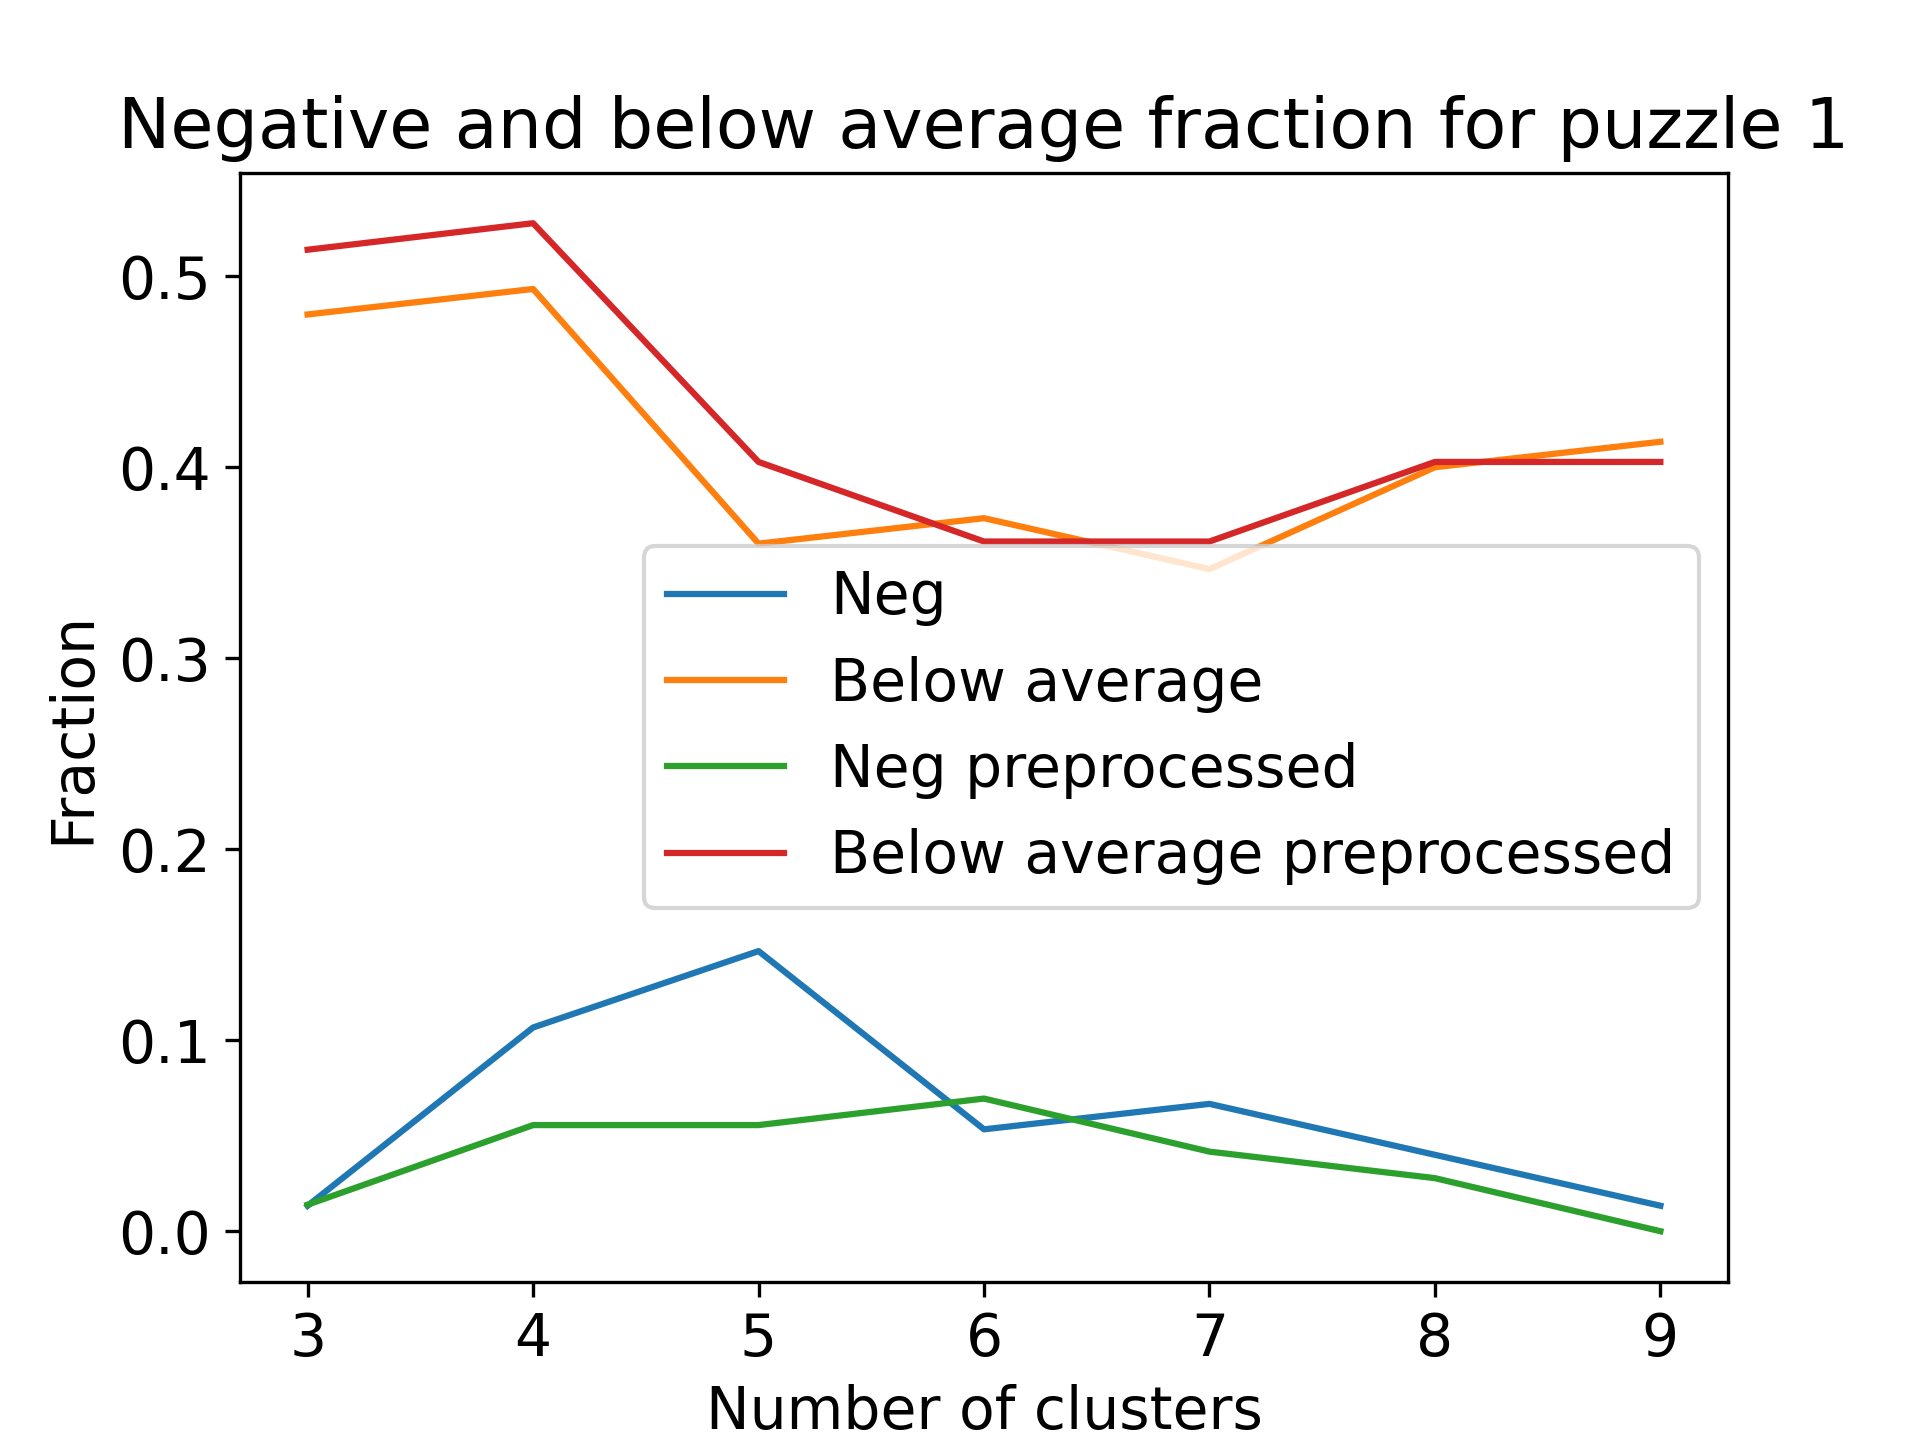 Negative and below average fraction for puzzle 1
Fraction
0.5
0.4
0.3
0.2
0.1
0.0
Neg
Below average
Neg preprocessed
Below average preprocessed
3 4 5 6 7 8 9
Number of clusters